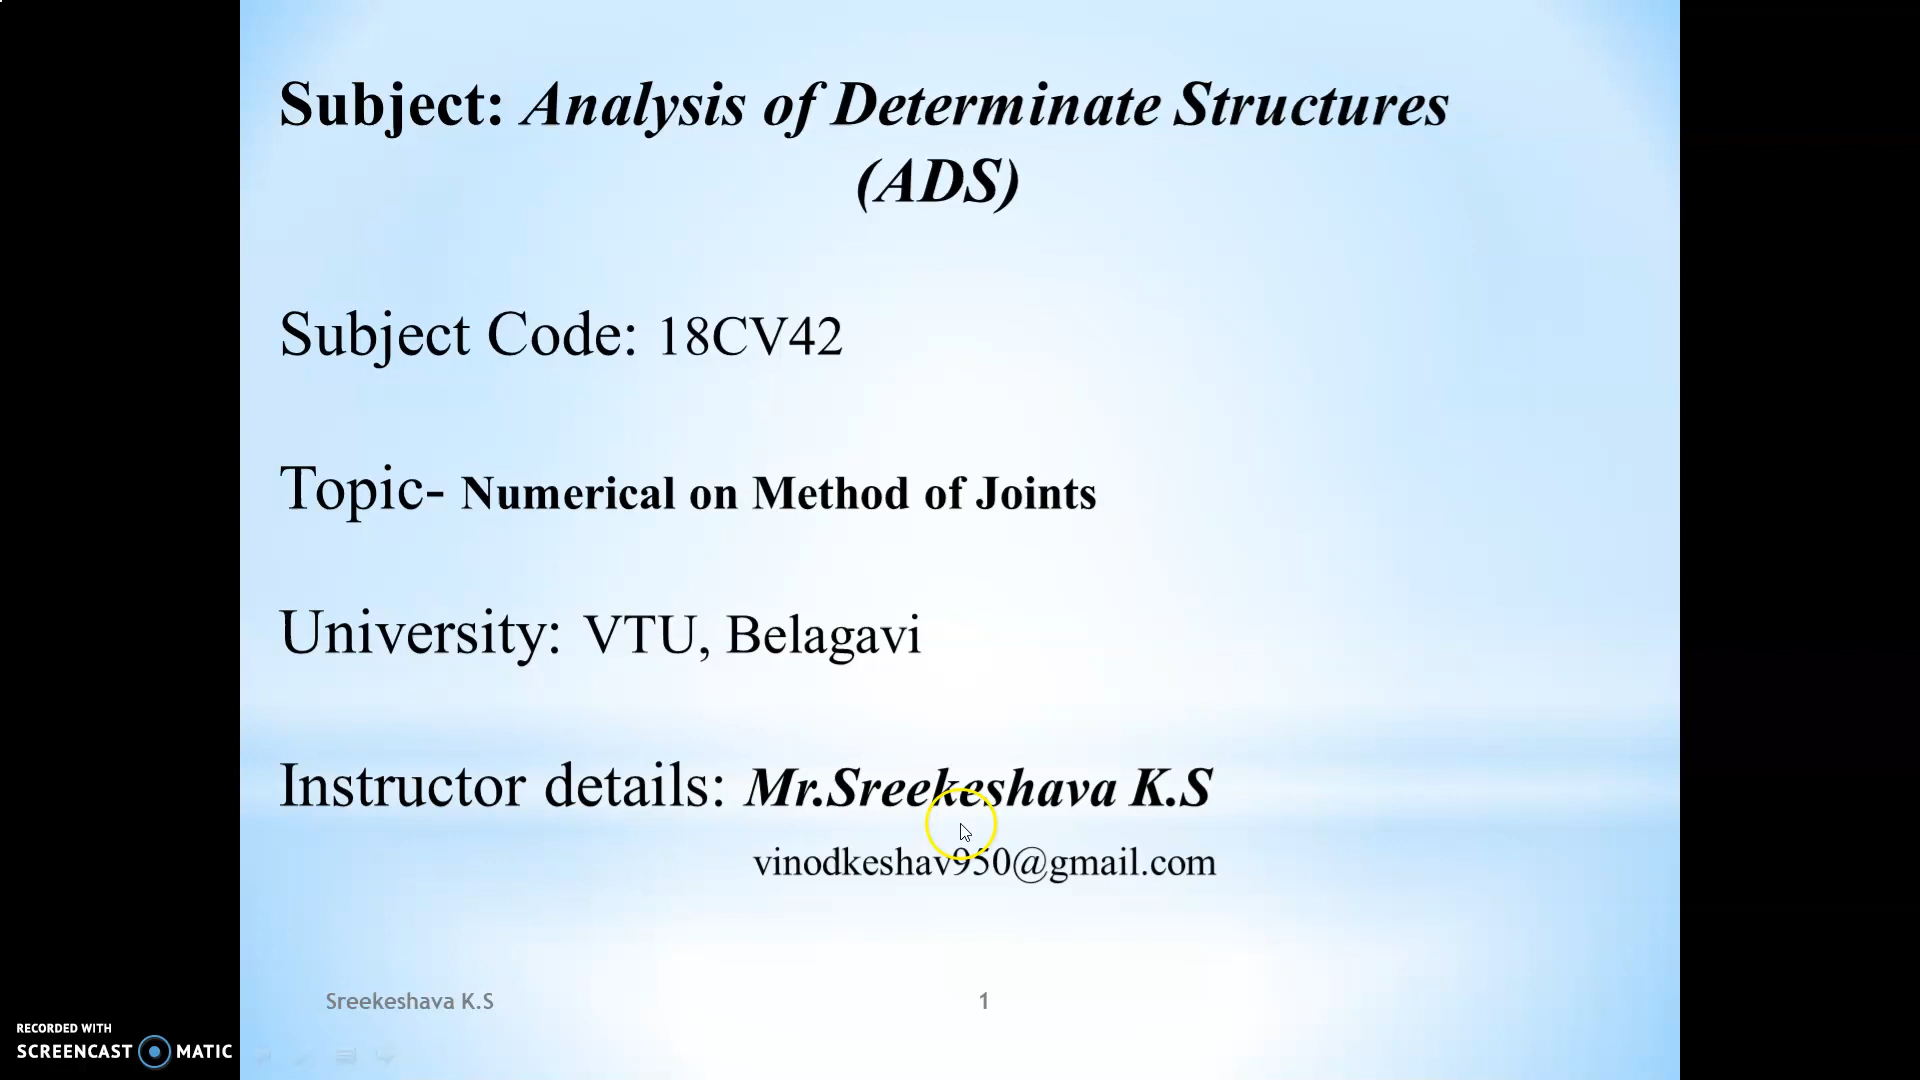 Subject: Analysis of Determinate Structures
(ADS)
Subject Code: 18CV42
Topic- Numerical on Method of Joints
University: VTU, Belagavi
Instructor details: Mr.Sreekeshava K.S
vinodkeshav950@gmail.com
Sreekeshava K.S
1
RECORDED WITH
SCREENCAST MATIC